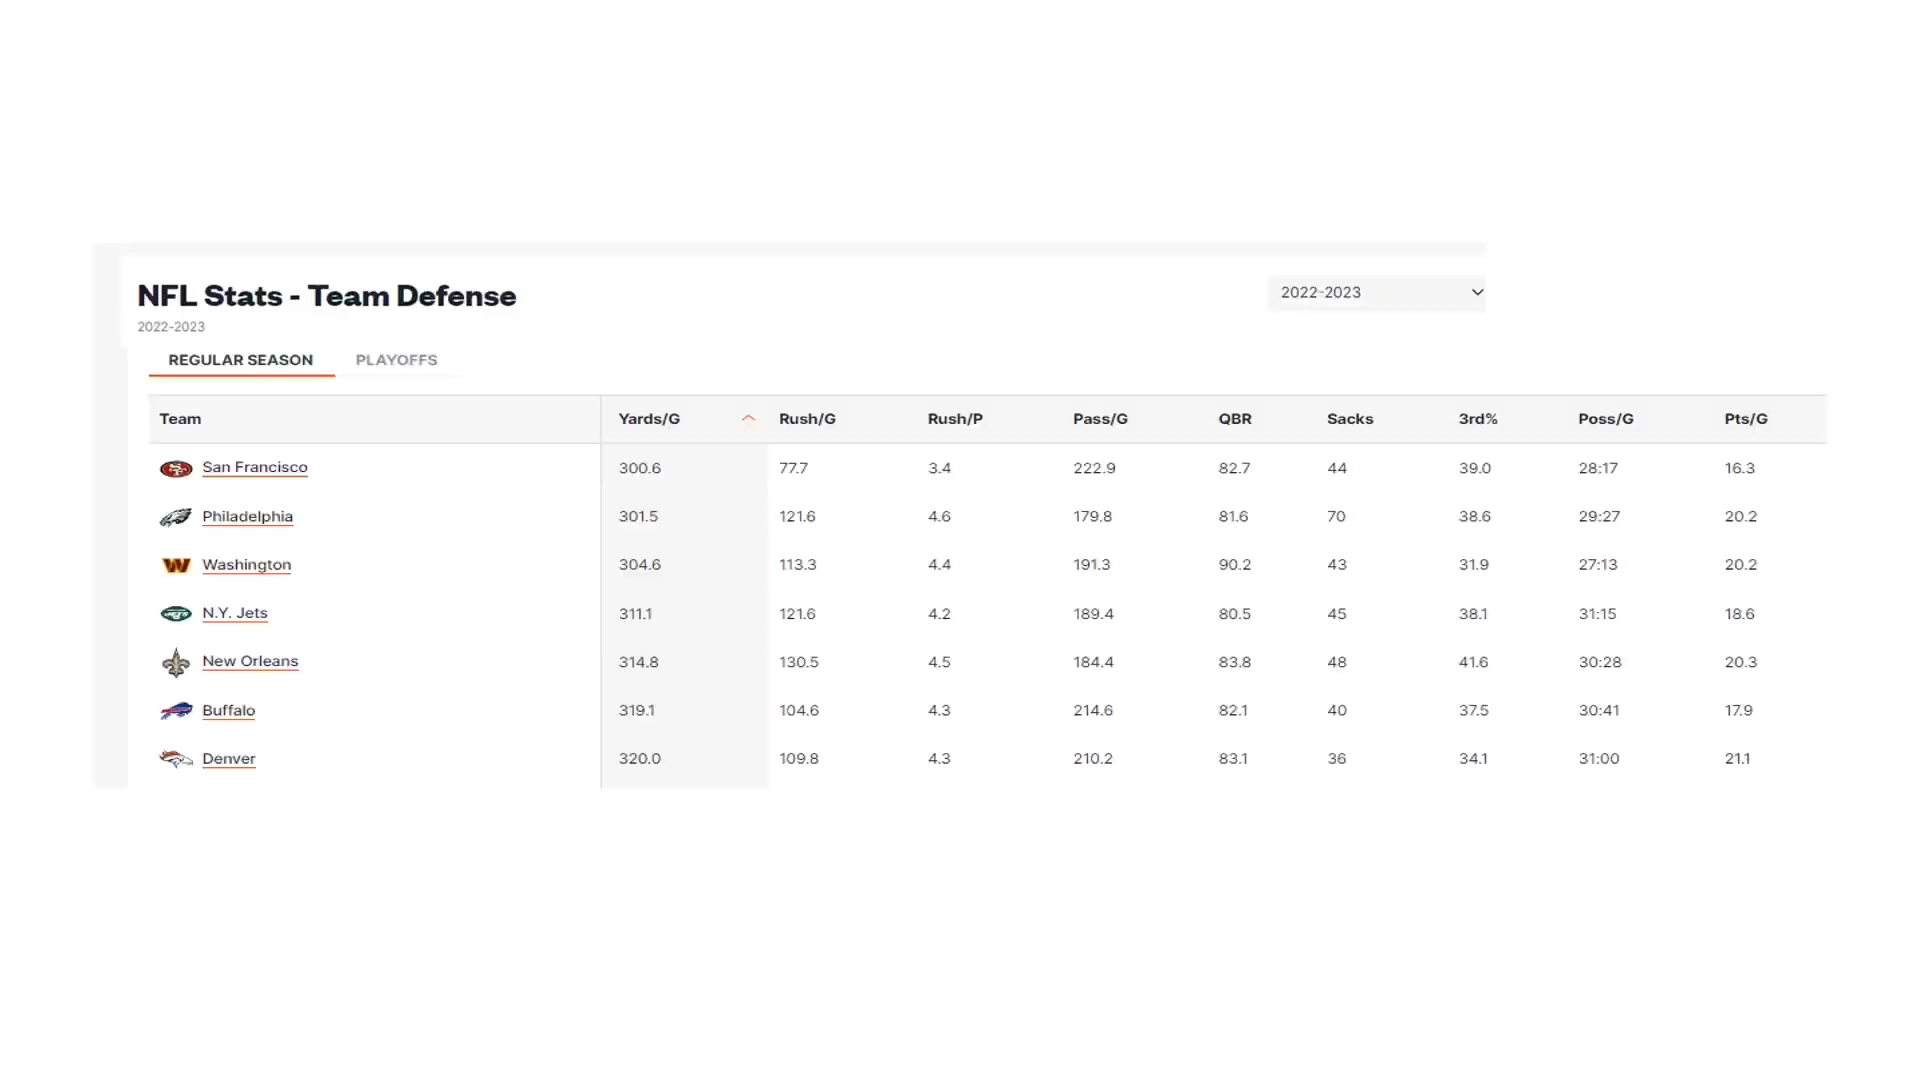 NFL Stats - Team Defense
2022-2023
2022-2023
REGULAR SEASON PLAYOFFS
Team Yards/G Rush/G Rush/P Pass/G QBR Sacks 3rd% Poss/G Pts/G
San Francisco 300.6 77.7 3.4 222.9 82.7 44 39.0 28:17 16.3
Philadelphia 301.5 121.6 4.6 179.8 81.6 70 38.6 29:27 20.2
Washington 304.6 113.3 4.4 191.3 90.2 43 31.9 27:13 20.2
N.Y. Jets 311.1 121.6 4.2 189.4 80.5 45 38.1 31:15 18.6
New Orleans 314.8 130.5 4.5 184.4 83.8 48 41.6 30:28 20.3
Buffalo 319.1 104.6 4.3 214.6 82.1 40 37.5 30:41 17.9
Denver 320.0 109.8 4.3 210.2 83.1 36 34.1 31:00 21.1